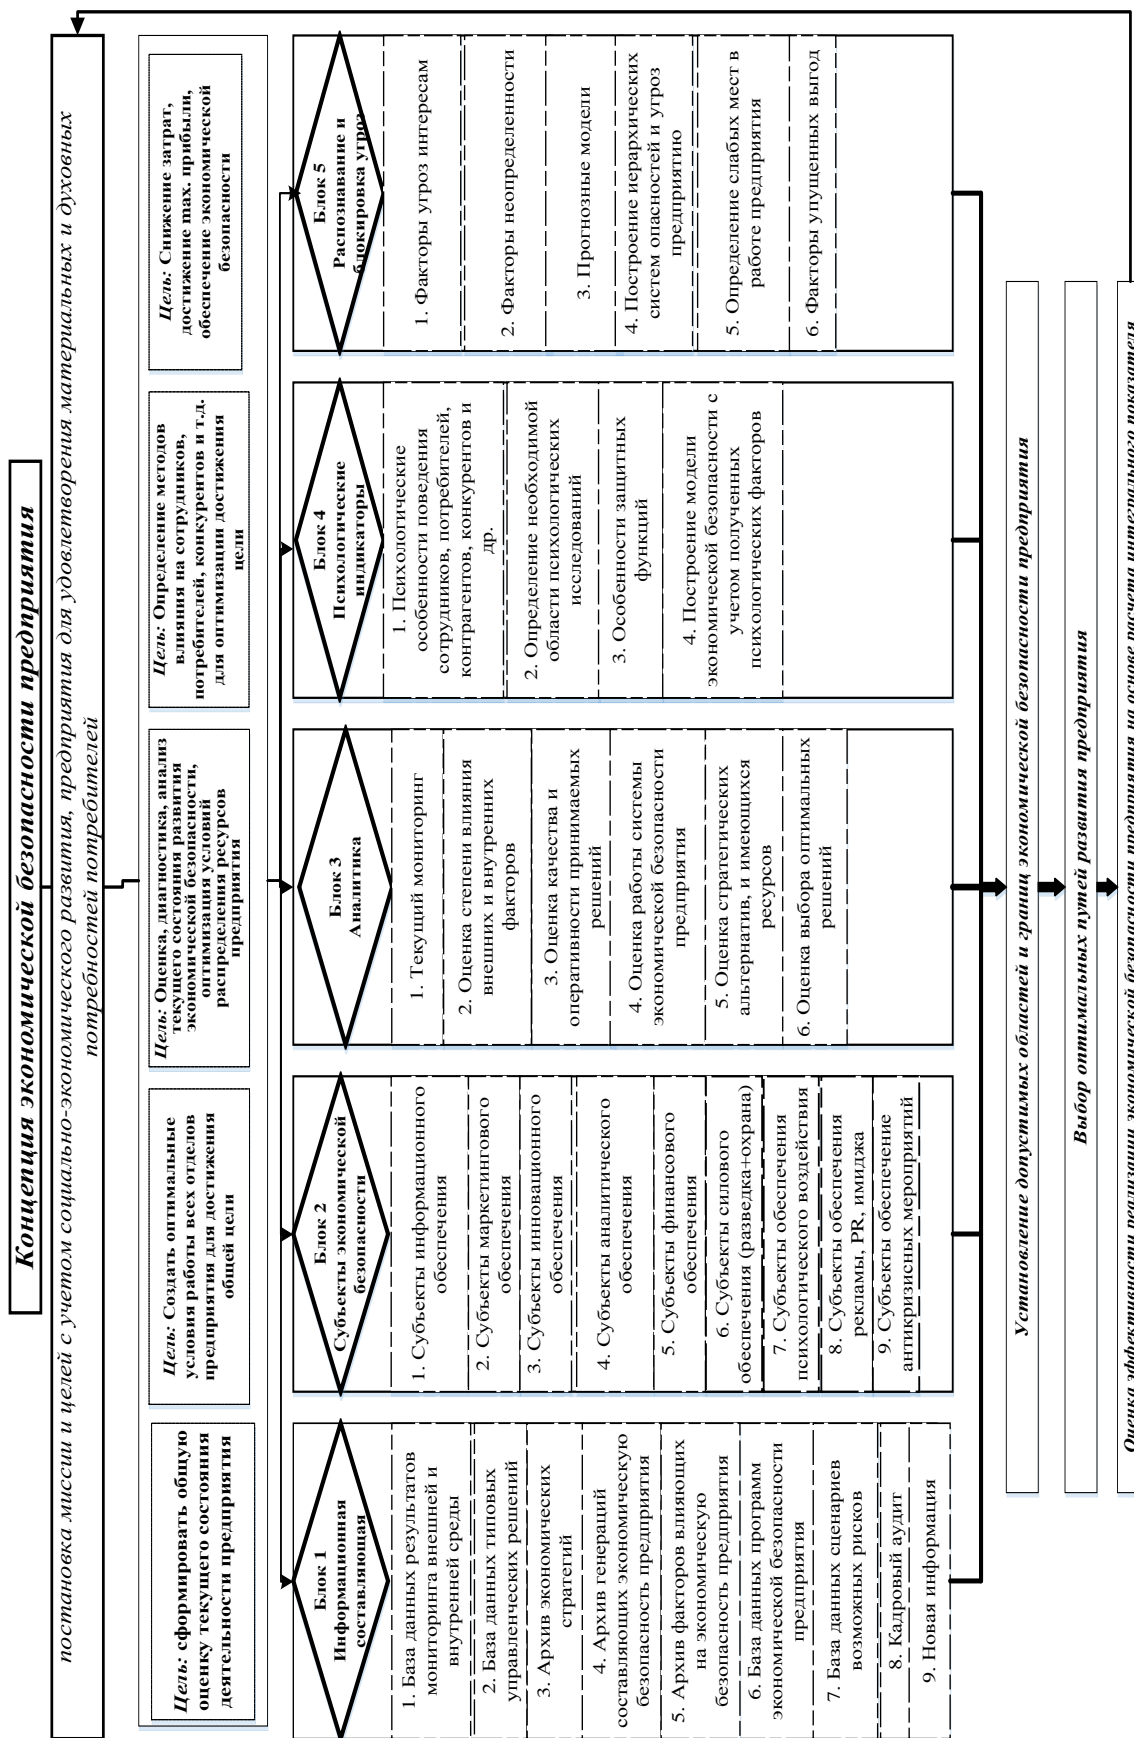 Концепция экономической безопасности предприятия
постановка миссии и целей с учетом социально-экономического развития, предприятия для удовлетворения материальных и духовных
потребностей потребителей
Цель: сформировать общую
оценку текущего состояния
деятельности предприятия
Цель: Создать оптимальные
условия работы всех отделов
предприятия для достижения
общей цели
Цель: Оценка, диагностика, анализ
текущего состояния развития
экономической безопасности,
оптимизация условий
распределения ресурсов
предприятия
Цель: Определение методов
влияния на сотрудников,
потребителей, конкурентов и т.д.
для оптимизации достижения
цели
Цель: Снижение затрат,
достижение max. прибыли,
обеспечение экономической
безопасности
Блок 1
Информационная
составляющая
1. База данных результатов
мониторинга внешней и
внутренней среды
2. База данных типовых
управленческих решений
3. Архив экономических
стратегий
4. Архив генераций
составляющих экономическую
безопасность предприятия
5. Архив факторов влияющих
на экономическую
безопасность предприятия
6. База данных программ
экономической безопасности
предприятия
7. База данных сценариев
возможных рисков
8. Кадровый аудит
9. Новая информация
Блок 2
Субъекты экономической
безопасности
1. Субъекты информационного
обеспечения
2. Субъекты маркетингового
обеспечения
3. Субъекты инновационного
обеспечения
4. Субъекты аналитического
обеспечения
5. Субъекты финансового
обеспечения
6. Субъекты силового
обеспечения (разведка+охрана)
7. Субъекты обеспечения
психологического воздействия
8. Субъекты обеспечения
рекламы, PR, имиджа
9. Субъекты обеспечение
антикризисных мероприятий
Блок 3
Аналитика
1. Текущий мониторинг
2. Оценка степени влияния
внешних и внутренних
факторов
3. Оценка качества и
оперативности принимаемых
решений
4. Оценка работы системы
экономической безопасности
предприятия
5. Оценка стратегических
альтернатив, и имеющихся
ресурсов
6. Оценка выбора оптимальных
решений
Блок 4
Психологические
индикаторы
1. Психологические
особенности поведения
сотрудников, потребителей,
контрагентов, конкурентов и
др.
2. Определение необходимой
области психологических
исследований
3. Особенности защитных
функций
4. Построение модели
экономической безопасности с
учетом полученных
психологических факторов
Блок 5
Распознавание и
блокировка угроз
1. Факторы угроз интересам
2. Факторы неопределенности
3. Прогнозные модели
4. Построение иерархических
систем опасностей и угроз
предприятию
5. Определение слабых мест в
работе предприятия
6. Факторы упущенных выгод
Установление допустимых областей и границ экономической безопасности предприятия
Выбор оптимальных путей развития предприятия
Оценка эффективности реализации экономической безопасности предприятия на основе расчета интегрального показателя